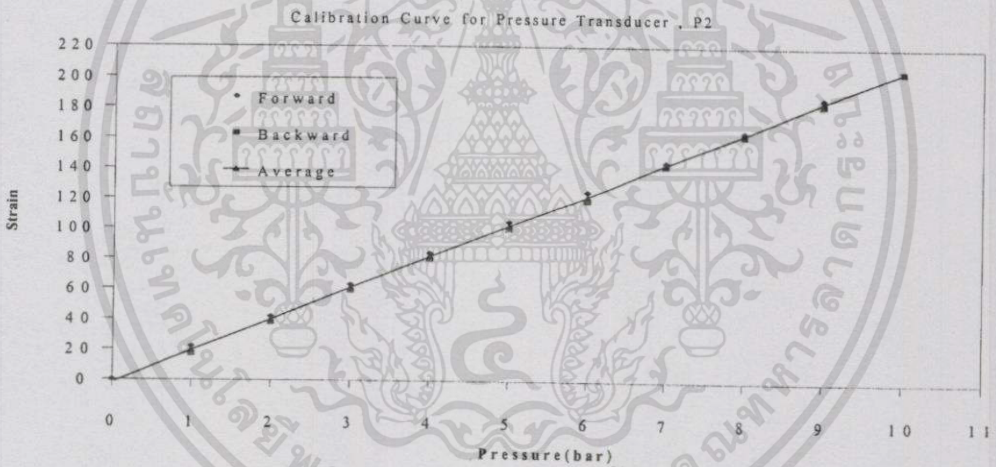 Calibration Curve for Pressure Transducer , P2
220
200
180
160
140
120
100
80
60
40
20
0
Strain
Forward
Backward
Average
0 1 2 3 4 5 6 7 8 9 10 11
Pressure(bar)